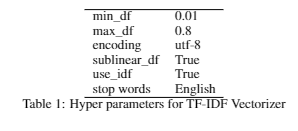 min_df 0.01
max_df 0.8
encoding utf-8
sublinear_df True
use_idf True
stop words English
Table 1: Hyper parameters for TF-IDF Vectorizer